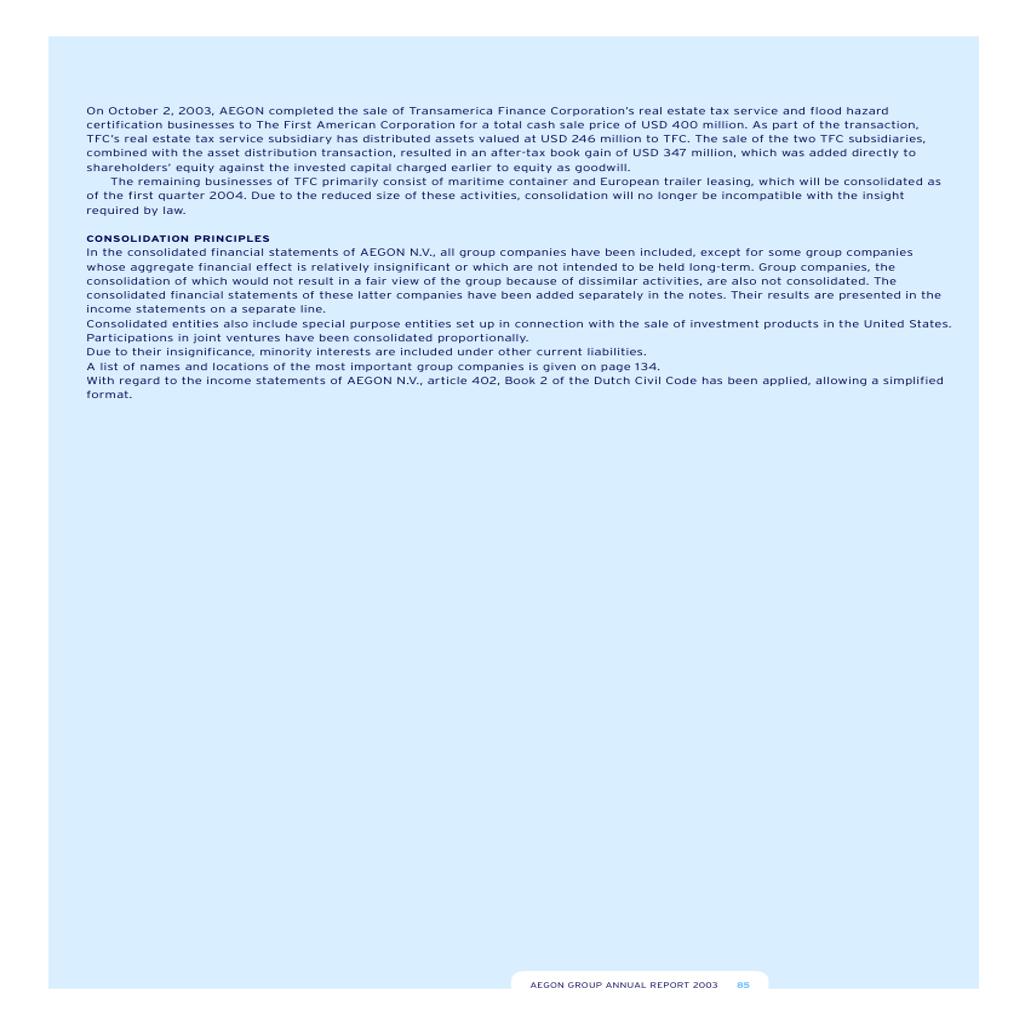 On October 2, 2003, AEGON completed the sale of Transamerica Finance Corporation's real estate tax service and flood hazard
certification businesses to The First American Corporation for a total cash sale price of USD 400 million. As part of the transaction,
TFC's real estate tax service subsidiary has distributed assets valued at USD 246 million to TFC. The sale of the two TFC subsidiaries,
combined with the asset distribution transaction, resulted in an after-tax book gain of USD 347 million, which was added directly to
shareholders' equity against the invested capital charged earlier to equity as goodwill.
The remaining businesses of TFC primarily consist of maritime container and European trailer leasing, which will be consolidated as
of the first quarter 2004. Due to the reduced size of these activities, consolidation will no longer be incompatible with the insight
required by law.
CONSOLIDATION PRINCIPLES
In the consolidated financial statements of AEGON N.V., all group companies have been included, except for some group companies
whose aggregate financial effect is relatively insignificant or which are not intended to be held long-term. Group companies, the
consolidation of which would not result in a fair view of the group because of dissimilar activities, are also not consolidated. The
consolidated financial statements of these latter companies have been added separately in the notes. Their results are presented in the
income statements on a separate line.
Consolidated entities also include special purpose entities set up in connection with the sale of investment products in the United States.
Participations in joint ventures have been consolidated proportionally.
Due to their insignificance, minority interests are included under other current liabilities.
A list of names and locations of the most important group companies is given on page 134.
With regard to the income statements of AEGON N.V., article 402, Book 2 of the Dutch Civil Code has been applied, allowing a simplified
format.
AEGON GROUP ANNUAL REPORT 2003 85